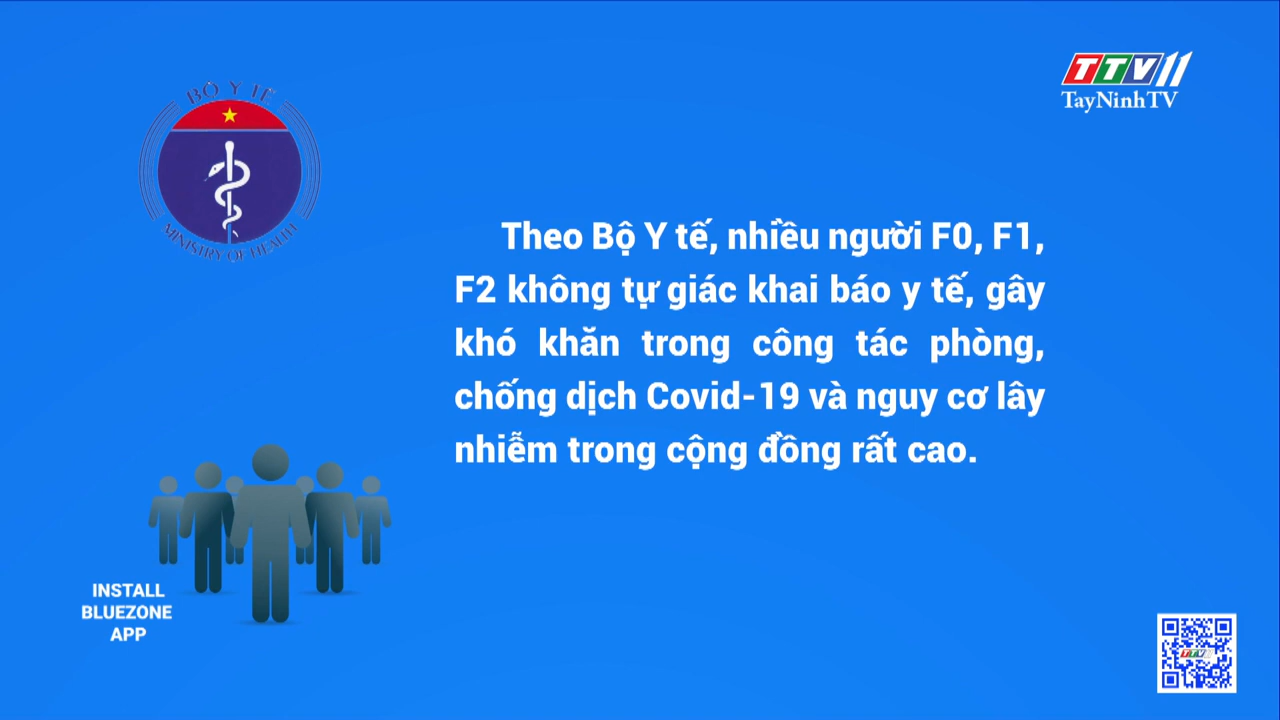 BỘ Y TẾ
MINISTRY OF HEALTH
TTV11
TayNinhTV
Theo Bộ Y tế, nhiều người F0, F1,
F2 không tự giác khai báo y tế, gây
khó khăn trong công tác phòng,
chống dịch Covid-19 và nguy cơ lây
nhiễm trong cộng đồng rất cao.
INSTALL
BLUEZONE
APP
TTV11